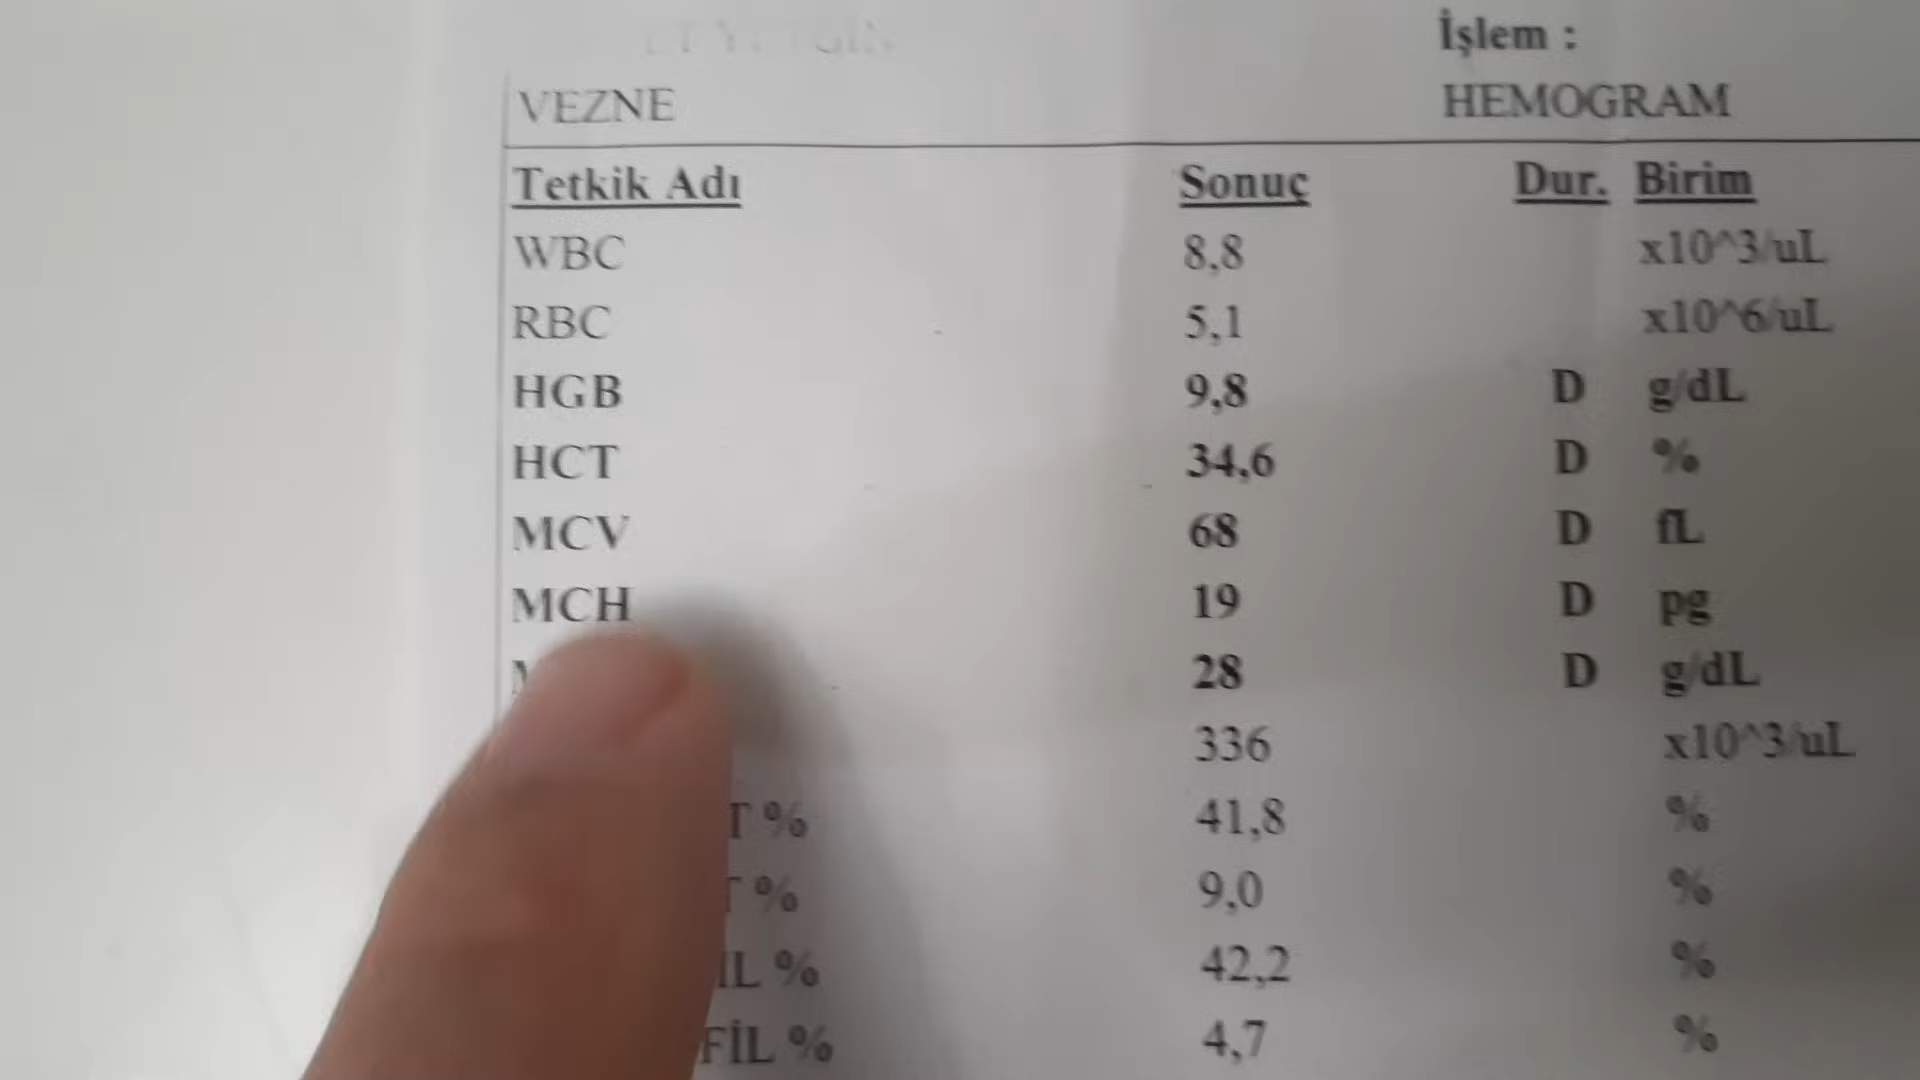 İşlem :
VEZNE HEMOGRAM
Tetkik Adı Sonuç Dur. Birim
WBC 8,8 x10^3/uL
RBC 5,1 x10^6/uL
HGB 9,8 D g/dL
HCT 34,6 D %
MCV 68 D fL
MCH 19 D pg
28 D g/dL
336 x10^3/uL
T % 41,8 %
T % 9,0 %
İL % 42,2 %
FİL % 4,7 %